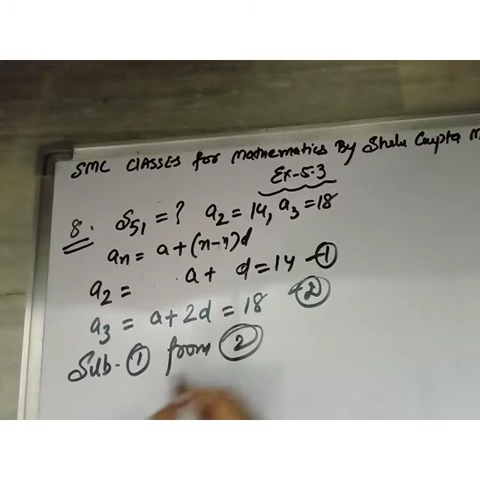 SMC Classes for Mathematics By Shelu Gupta M
Ex-5.3
8. S₅₁ = ? a₂ = 14, a₃ = 18
aₙ = a + (n-1)d
a₂ = a + d = 14 -①
a₃ = a + 2d = 18 -②
Sub. ① from ②